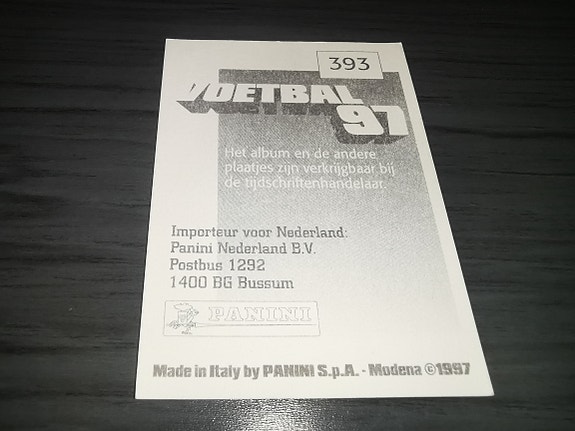 393
VOETBAL
97
Het album en de andere
plaatjes zijn verkrijgbaar bij
de tijdschriftenhandelaar.
Importeur voor Nederland:
Panini Nederland B.V.
Postbus 1292
1400 BG Bussum
PANINI
Made in Italy by PANINI S.p.A. - Modena ©1997